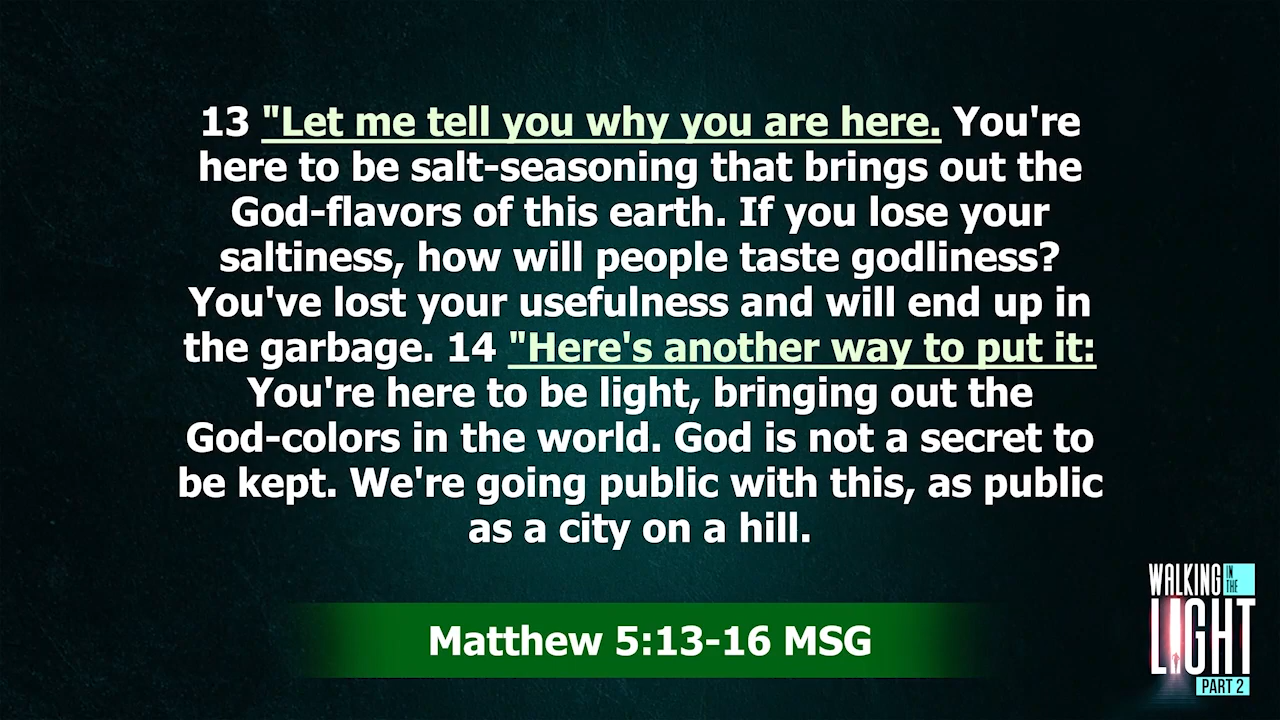 13 "Let me tell you why you are here. You're
here to be salt-seasoning that brings out the
God-flavors of this earth. If you lose your
saltiness, how will people taste godliness?
You've lost your usefulness and will end up in
the garbage. 14 "Here's another way to put it:
You're here to be light, bringing out the
God-colors in the world. God is not a secret to
be kept. We're going public with this, as public
as a city on a hill.
Matthew 5:13-16 MSG
WALKING IN THE
LIGHT
PART 2